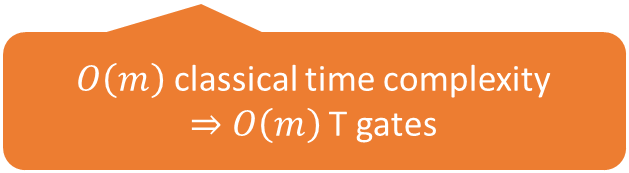 𝑂(𝑚) classical time complexity
⇒ 𝑂(𝑚) T gates